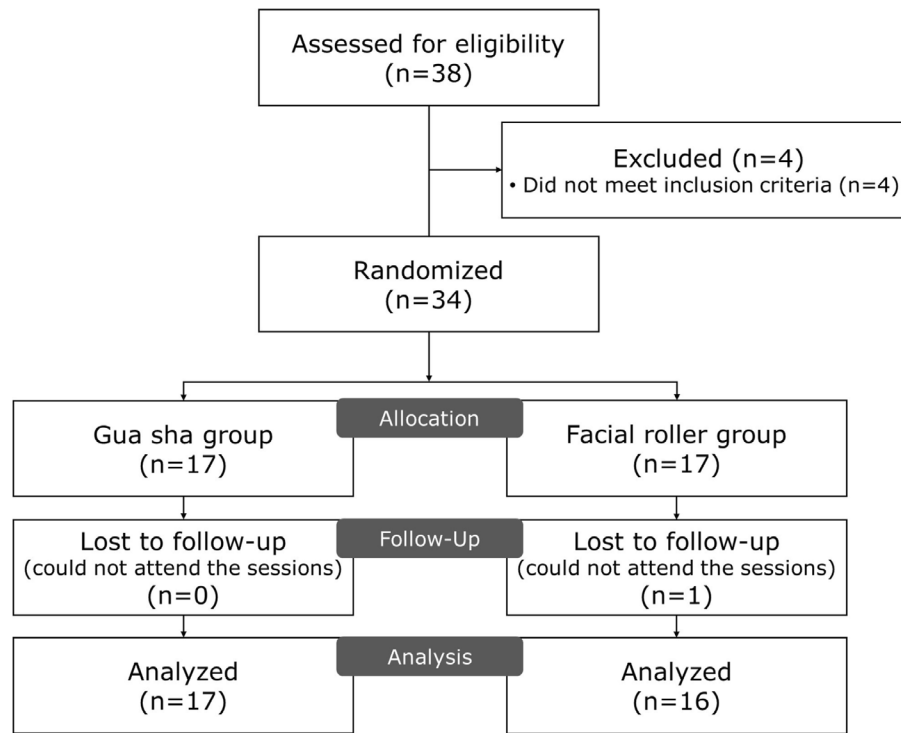 Assessed for eligibility
(n=38)
Excluded (n=4)
• Did not meet inclusion criteria (n=4)
Randomized
(n=34)
Allocation
Gua sha group
(n=17)
Facial roller group
(n=17)
Follow-Up
Lost to follow-up
(could not attend the sessions)
(n=0)
Lost to follow-up
(could not attend the sessions)
(n=1)
Analysis
Analyzed
(n=17)
Analyzed
(n=16)